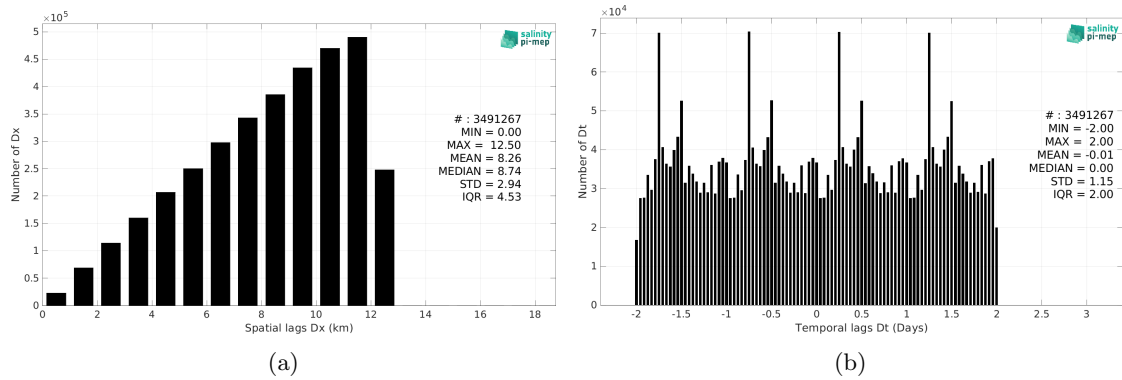 ×10⁵
5
4.5
4
3.5
3
2.5
2
1.5
1
0.5
0
0 2 4 6 8 10 12 14 16 18
Number of Dx
Spatial lags Dx (km)
salinity
pi-mep
# : 3491267
MIN = 0.00
MAX = 12.50
MEAN = 8.26
MEDIAN = 8.74
STD = 2.94
IQR = 4.53
(a)
×10⁴
7
6
5
4
3
2
1
0
-2 -1.5 -1 -0.5 0 0.5 1 1.5 2 2.5 3
Number of Dt
Temporal lags Dt (Days)
salinity
pi-mep
# : 3491267
MIN = -2.00
MAX = 2.00
MEAN = -0.01
MEDIAN = 0.00
STD = 1.15
IQR = 2.00
(b)